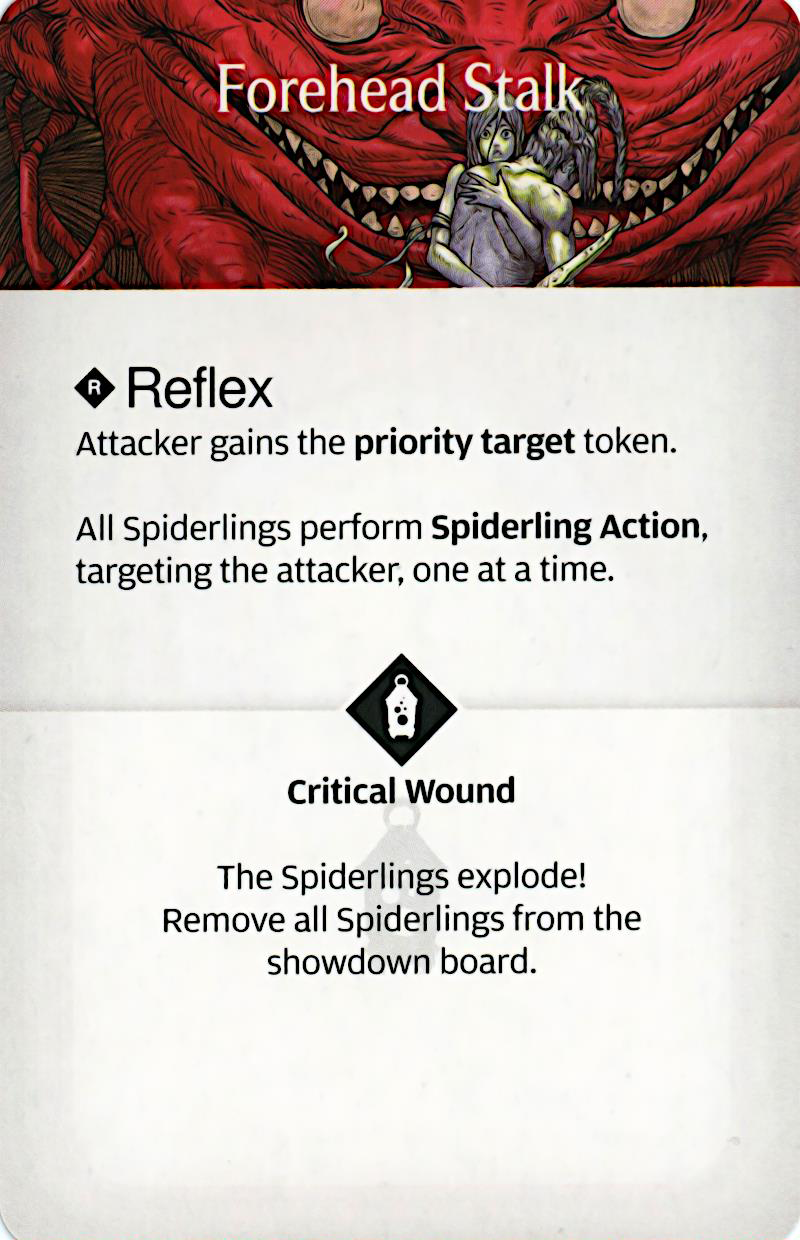 Forehead Stalk
R Reflex
Attacker gains the priority target token.
All Spiderlings perform Spiderling Action,
targeting the attacker, one at a time.
Critical Wound
The Spiderlings explode!
Remove all Spiderlings from the
showdown board.